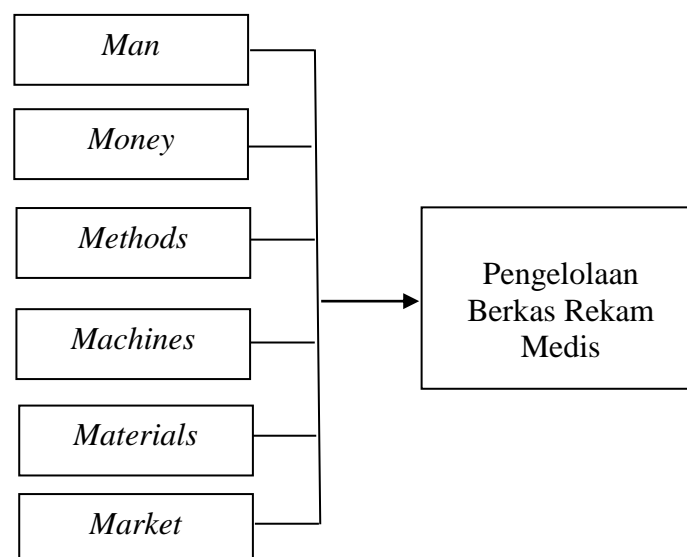 Man
Money
Methods
Machines
Materials
Market
Pengelolaan
Berkas Rekam
Medis